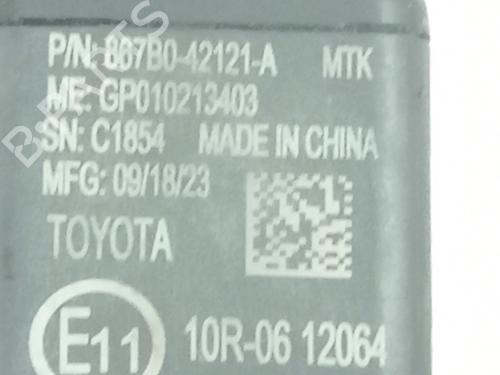 P/N: 867B0-42121-A MTK
ME: GP010213403
SN: C1854 MADE IN CHINA
MFG: 09/18/23
TOYOTA
E11 10R-06 12064